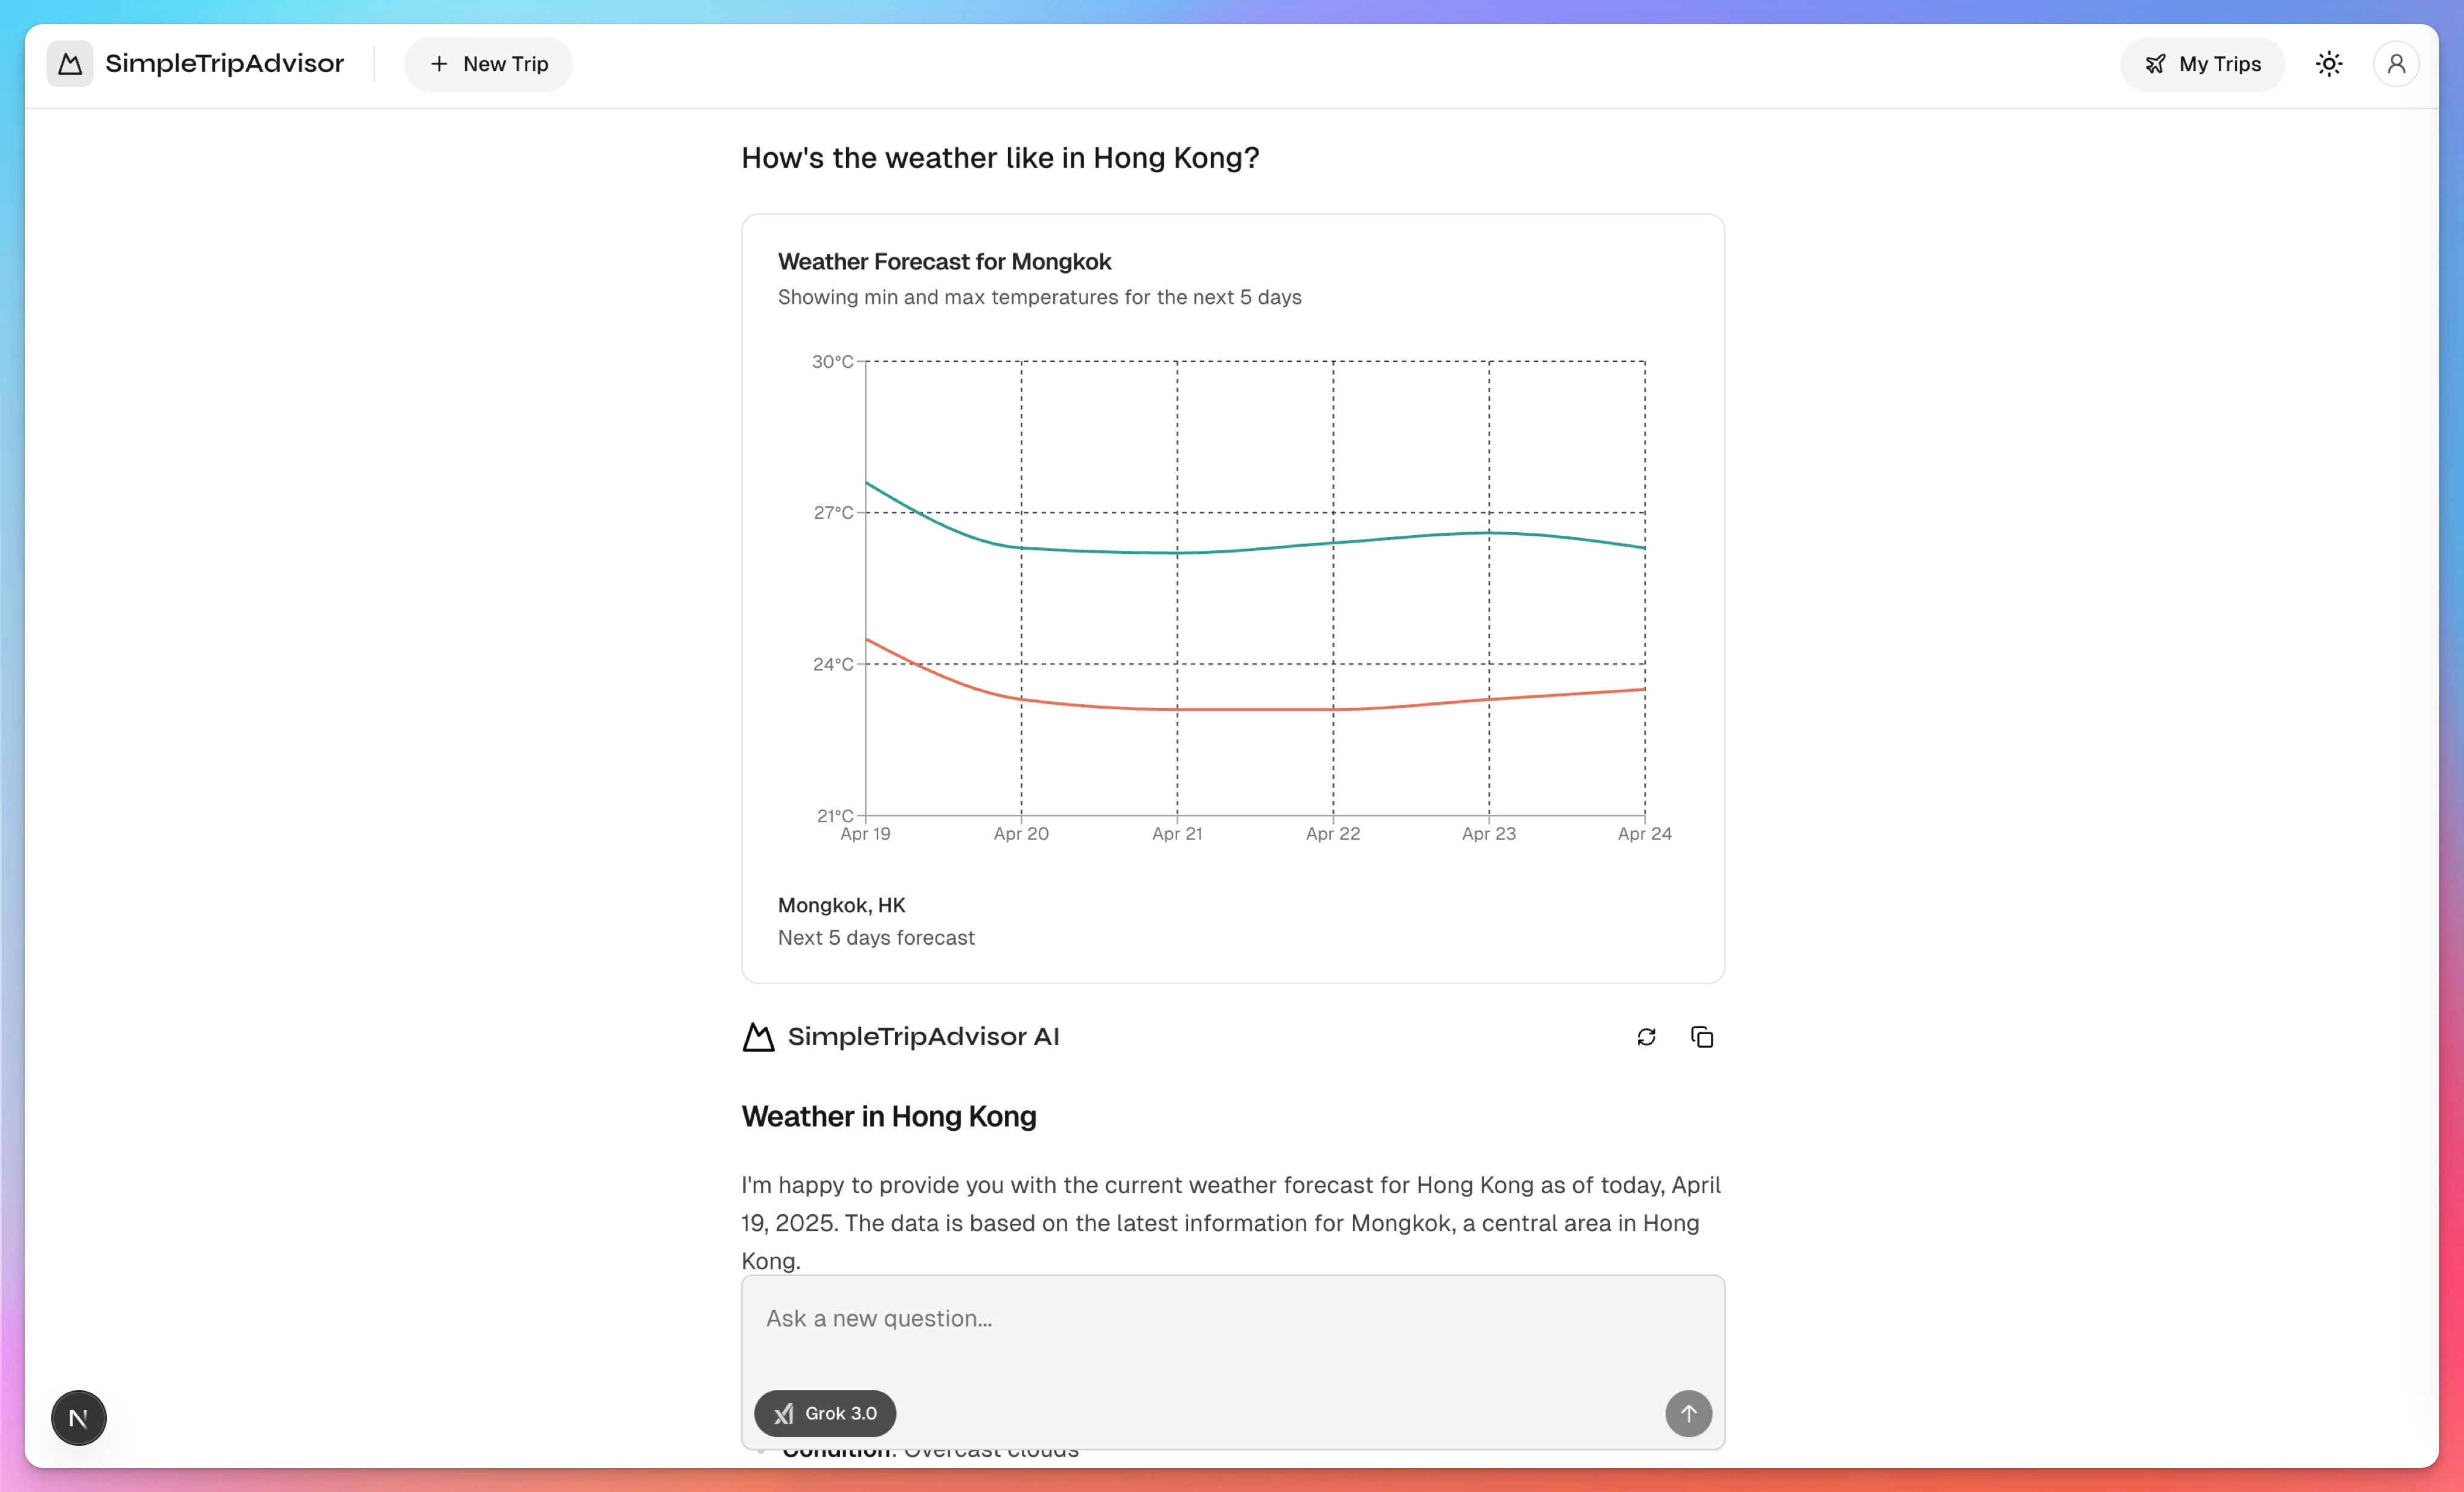 SimpleTripAdvisor
New Trip
My Trips
How's the weather like in Hong Kong?
Weather Forecast for Mongkok
Showing min and max temperatures for the next 5 days
30°C
27°C
24°C
21°C
Apr 19 Apr 20 Apr 21 Apr 22 Apr 23 Apr 24
Mongkok, HK
Next 5 days forecast
SimpleTripAdvisor AI
Weather in Hong Kong
I'm happy to provide you with the current weather forecast for Hong Kong as of today, April
19, 2025. The data is based on the latest information for Mongkok, a central area in Hong
Kong.
Ask a new question...
Grok 3.0
N
Condition: Overcast clouds